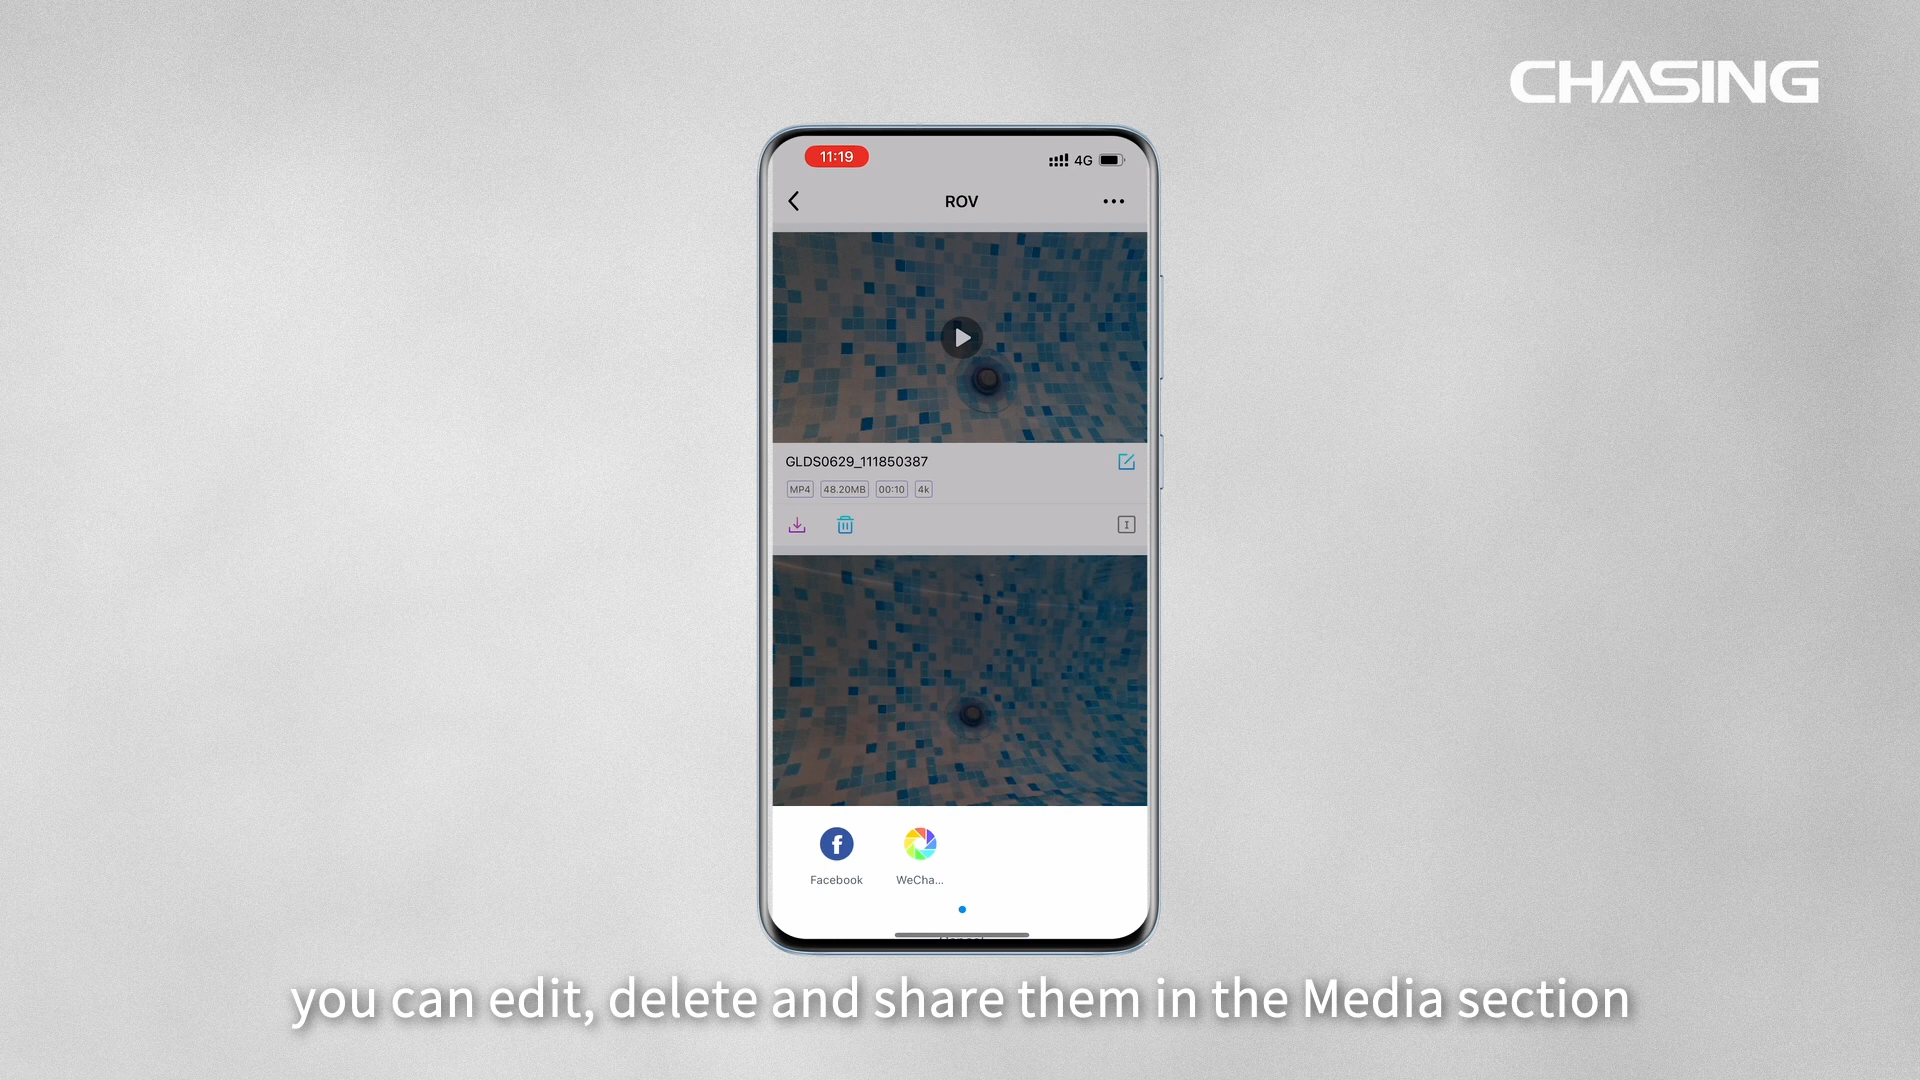 CHASING
11:19
4G
ROV
GLDS0629_111850387
MP4 48.20MB 00:10 4k
Facebook WeCha...
you can edit, delete and share them in the Media section